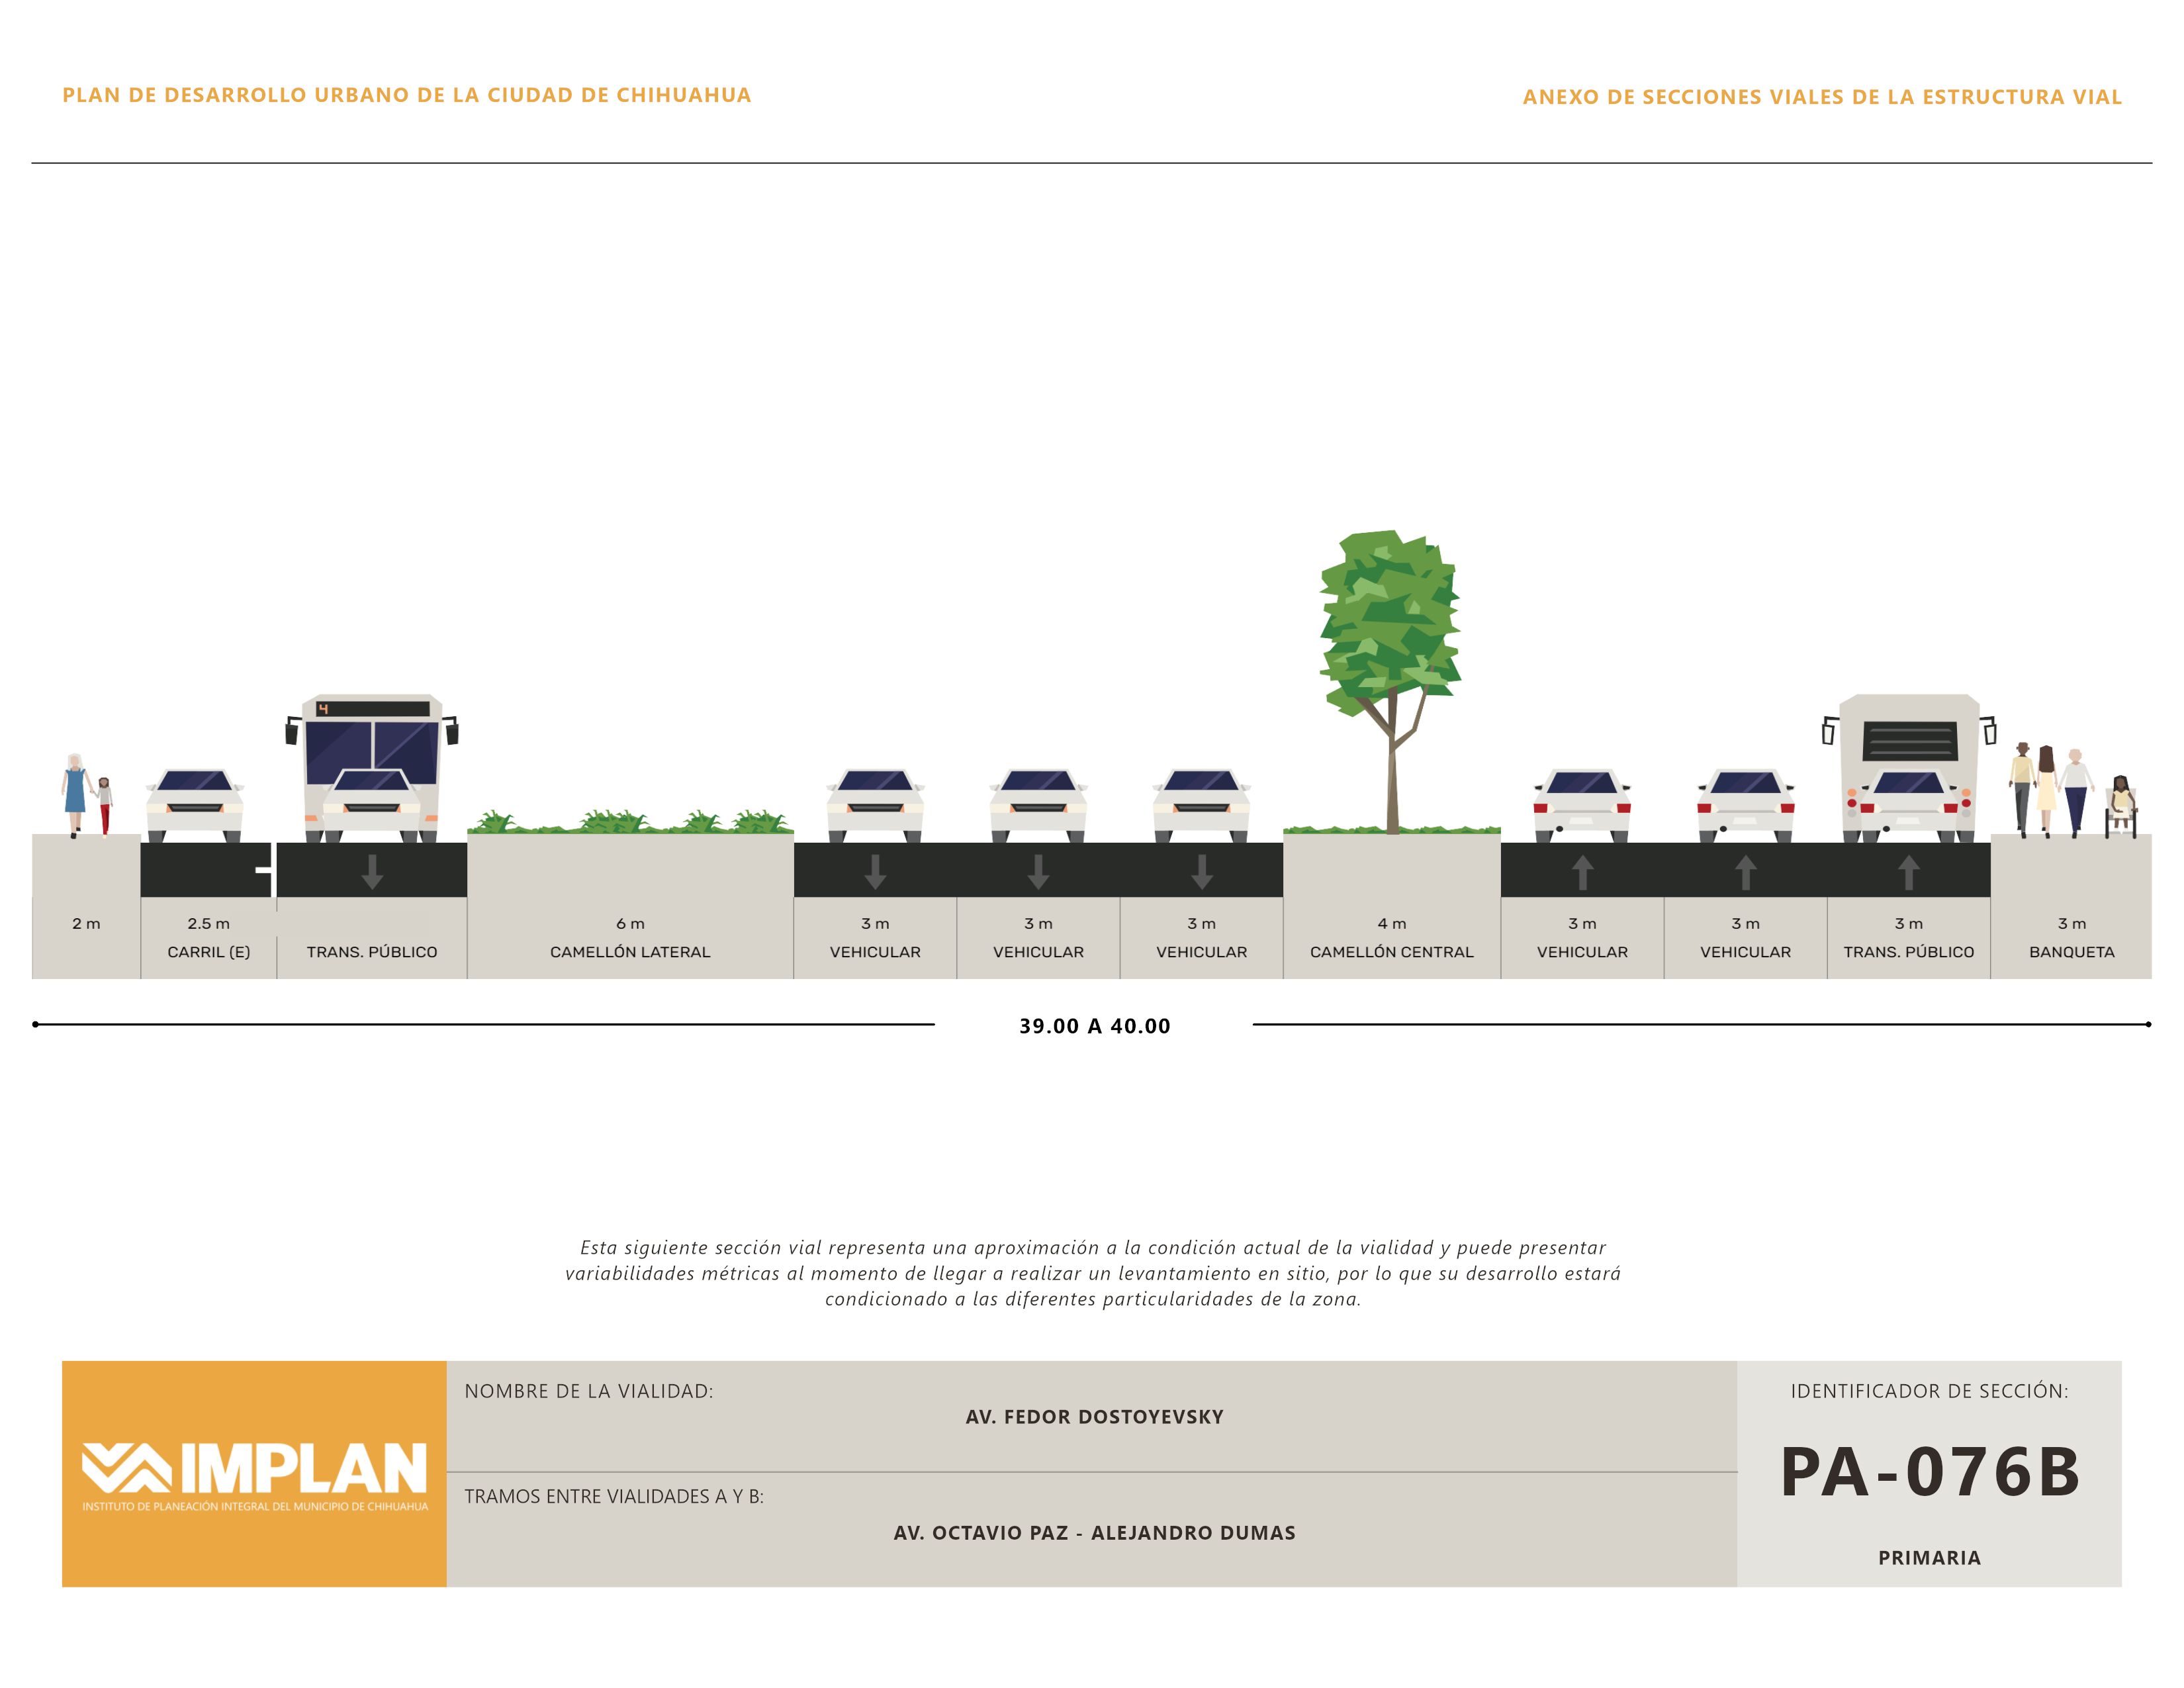 PLAN DE DESARROLLO URBANO DE LA CIUDAD DE CHIHUAHUA
ANEXO DE SECCIONES VIALES DE LA ESTRUCTURA VIAL
4
2 m
2.5 m
6 m
3 m
3 m
3 m
4 m
3 m
3 m
3 m
3 m
CARRIL (E)
TRANS. PÚBLICO
CAMELLÓN LATERAL
VEHICULAR
VEHICULAR
VEHICULAR
CAMELLÓN CENTRAL
VEHICULAR
VEHICULAR
TRANS. PÚBLICO
BANQUETA
39.00 A 40.00
Esta siguiente sección vial representa una aproximación a la condición actual de la vialidad y puede presentar
variabilidades métricas al momento de llegar a realizar un levantamiento en sitio, por lo que su desarrollo estará
condicionado a las diferentes particularidades de la zona.
IMPLAN
INSTITUTO DE PLANEACIÓN INTEGRAL DEL MUNICIPIO DE CHIHUAHUA
NOMBRE DE LA VIALIDAD:
AV. FEDOR DOSTOYEVSKY
TRAMOS ENTRE VIALIDADES A Y B:
AV. OCTAVIO PAZ - ALEJANDRO DUMAS
IDENTIFICADOR DE SECCIÓN:
PA-076B
PRIMARIA